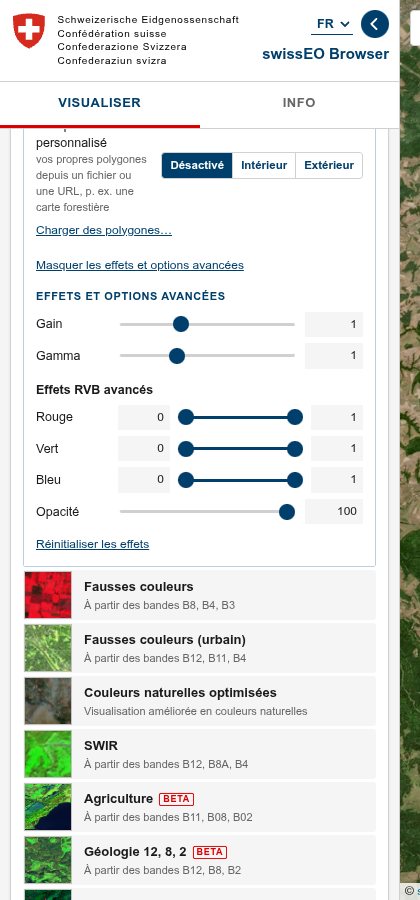 Schweizerische Eidgenossenschaft
Confédération suisse
Confederazione Svizzera
Confederaziun svizra
FR
swissEO Browser
VISUALISER
INFO
personnalisé
vos propres polygones
depuis un fichier ou
une URL, p. ex. une
carte forestière
Désactivé
Intérieur
Extérieur
Charger des polygones…
Masquer les effets et options avancées
EFFETS ET OPTIONS AVANCÉES
Gain 1
Gamma 1
Effets RVB avancés
Rouge 0 1
Vert 0 1
Bleu 0 1
Opacité 100
Réinitialiser les effets
Fausses couleurs
À partir des bandes B8, B4, B3
Fausses couleurs (urbain)
À partir des bandes B12, B11, B4
Couleurs naturelles optimisées
Visualisation améliorée en couleurs naturelles
SWIR
À partir des bandes B12, B8A, B4
Agriculture BETA
À partir des bandes B11, B08, B02
Géologie 12, 8, 2 BETA
À partir des bandes B12, B8, B2
©